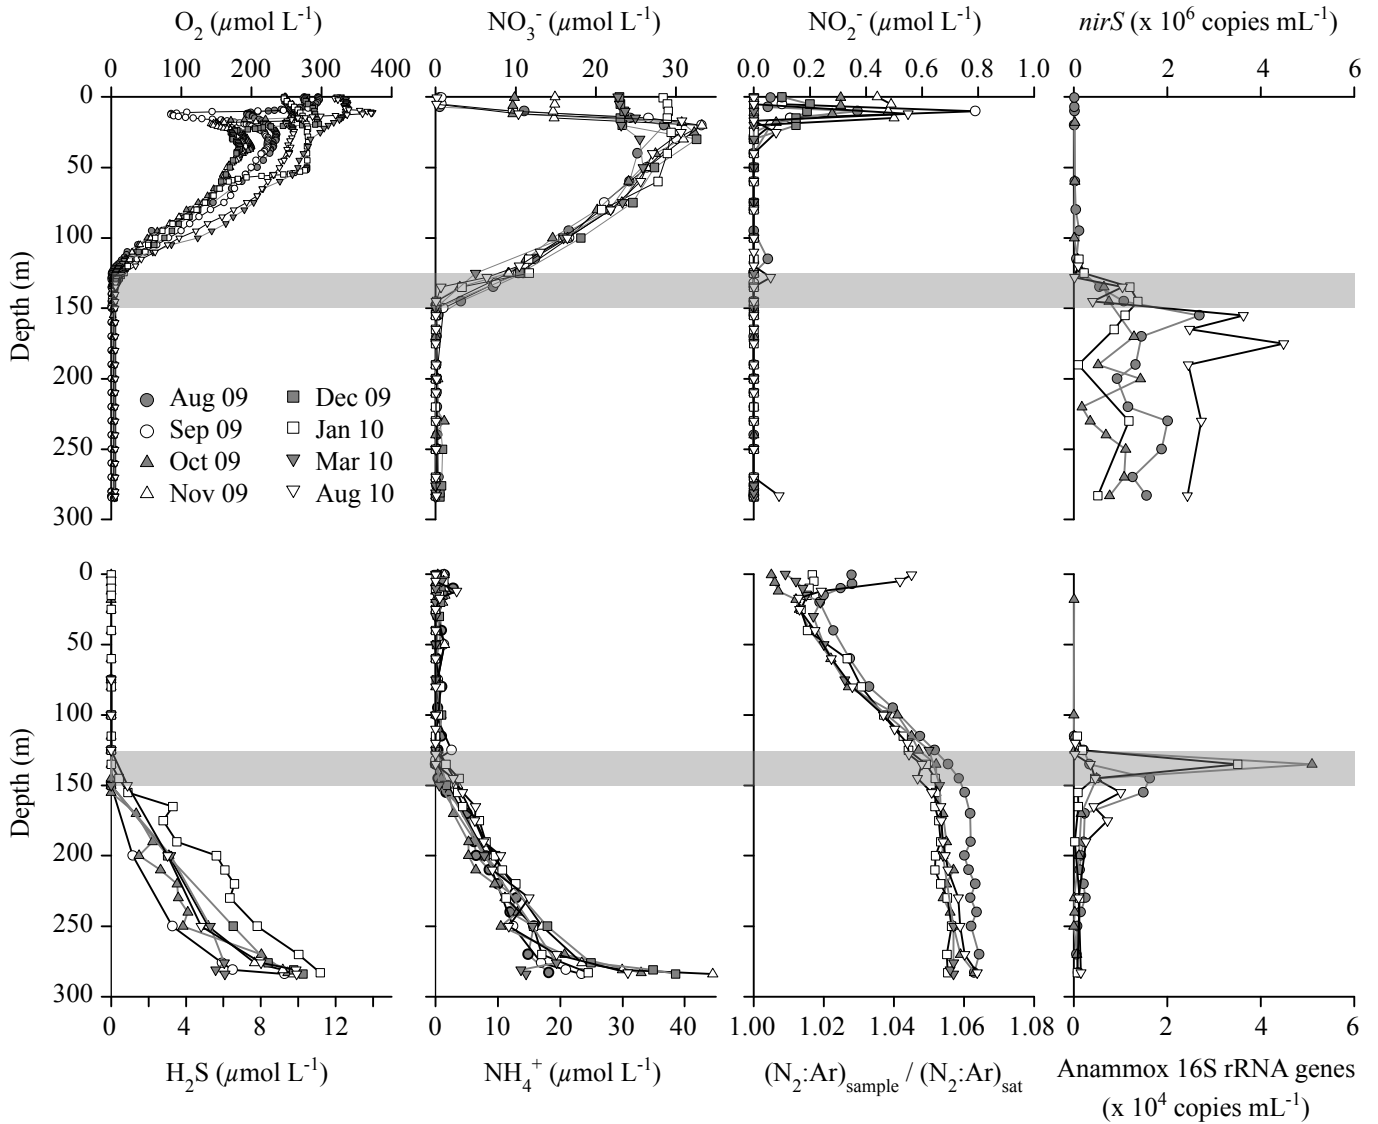 O2 (µmol L-1) NO3- (µmol L-1) NO2- (µmol L-1) nirS (x 10^6 copies mL-1)
0 100 200 300 400 0 10 20 30 0.0 0.2 0.4 0.6 0.8 1.0 0 2 4 6
0
50
100
150
200
250
300
Depth (m)
Aug 09
Sep 09
Oct 09
Nov 09
Dec 09
Jan 10
Mar 10
Aug 10
0
50
100
150
200
250
300
Depth (m)
0 4 8 12 0 10 20 30 40 1.00 1.02 1.04 1.06 1.08 0 2 4 6
H2S (µmol L-1) NH4+ (µmol L-1) (N2:Ar)sample / (N2:Ar)sat Anammox 16S rRNA genes
(x 10^4 copies mL-1)